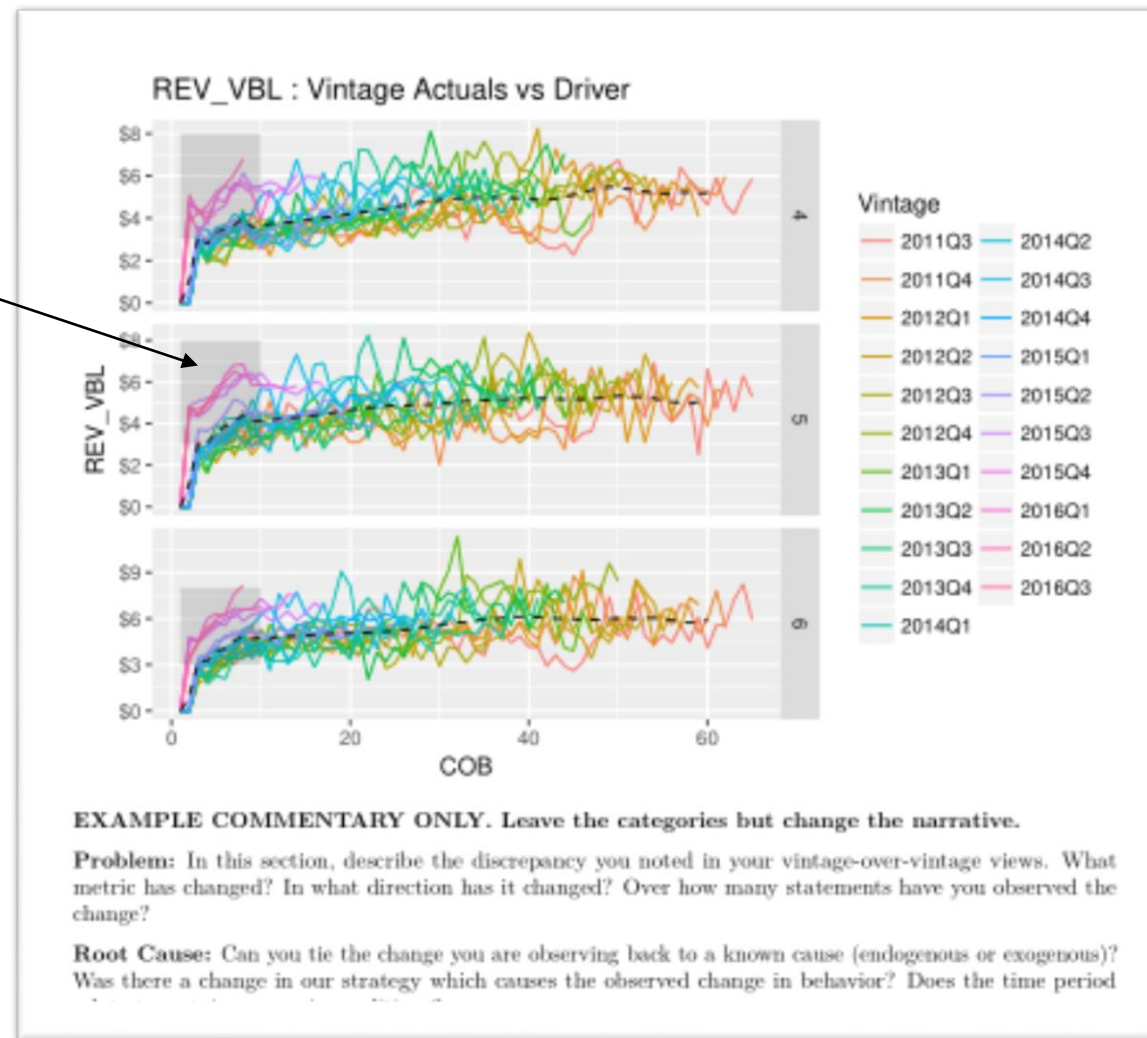 REV_VBL : Vintage Actuals vs Driver
$8
$6
$4
$2
$0
4
$8
$6
$4
$2
$0
5
REV_VBL
$9
$6
$3
$0
6
0 20 40 60
COB
Vintage
2011Q3 2014Q2
2011Q4 2014Q3
2012Q1 2014Q4
2012Q2 2015Q1
2012Q3 2015Q2
2012Q4 2015Q3
2013Q1 2015Q4
2013Q2 2016Q1
2013Q3 2016Q2
2013Q4 2016Q3
2014Q1
EXAMPLE COMMENTARY ONLY. Leave the categories but change the narrative.
Problem: In this section, describe the discrepancy you noted in your vintage-over-vintage views. What
metric has changed? In what direction has it changed? Over how many statements have you observed the
change?
Root Cause: Can you tie the change you are observing back to a known cause (endogenous or exogenous)?
Was there a change in our strategy which causes the observed change in behavior? Does the time period